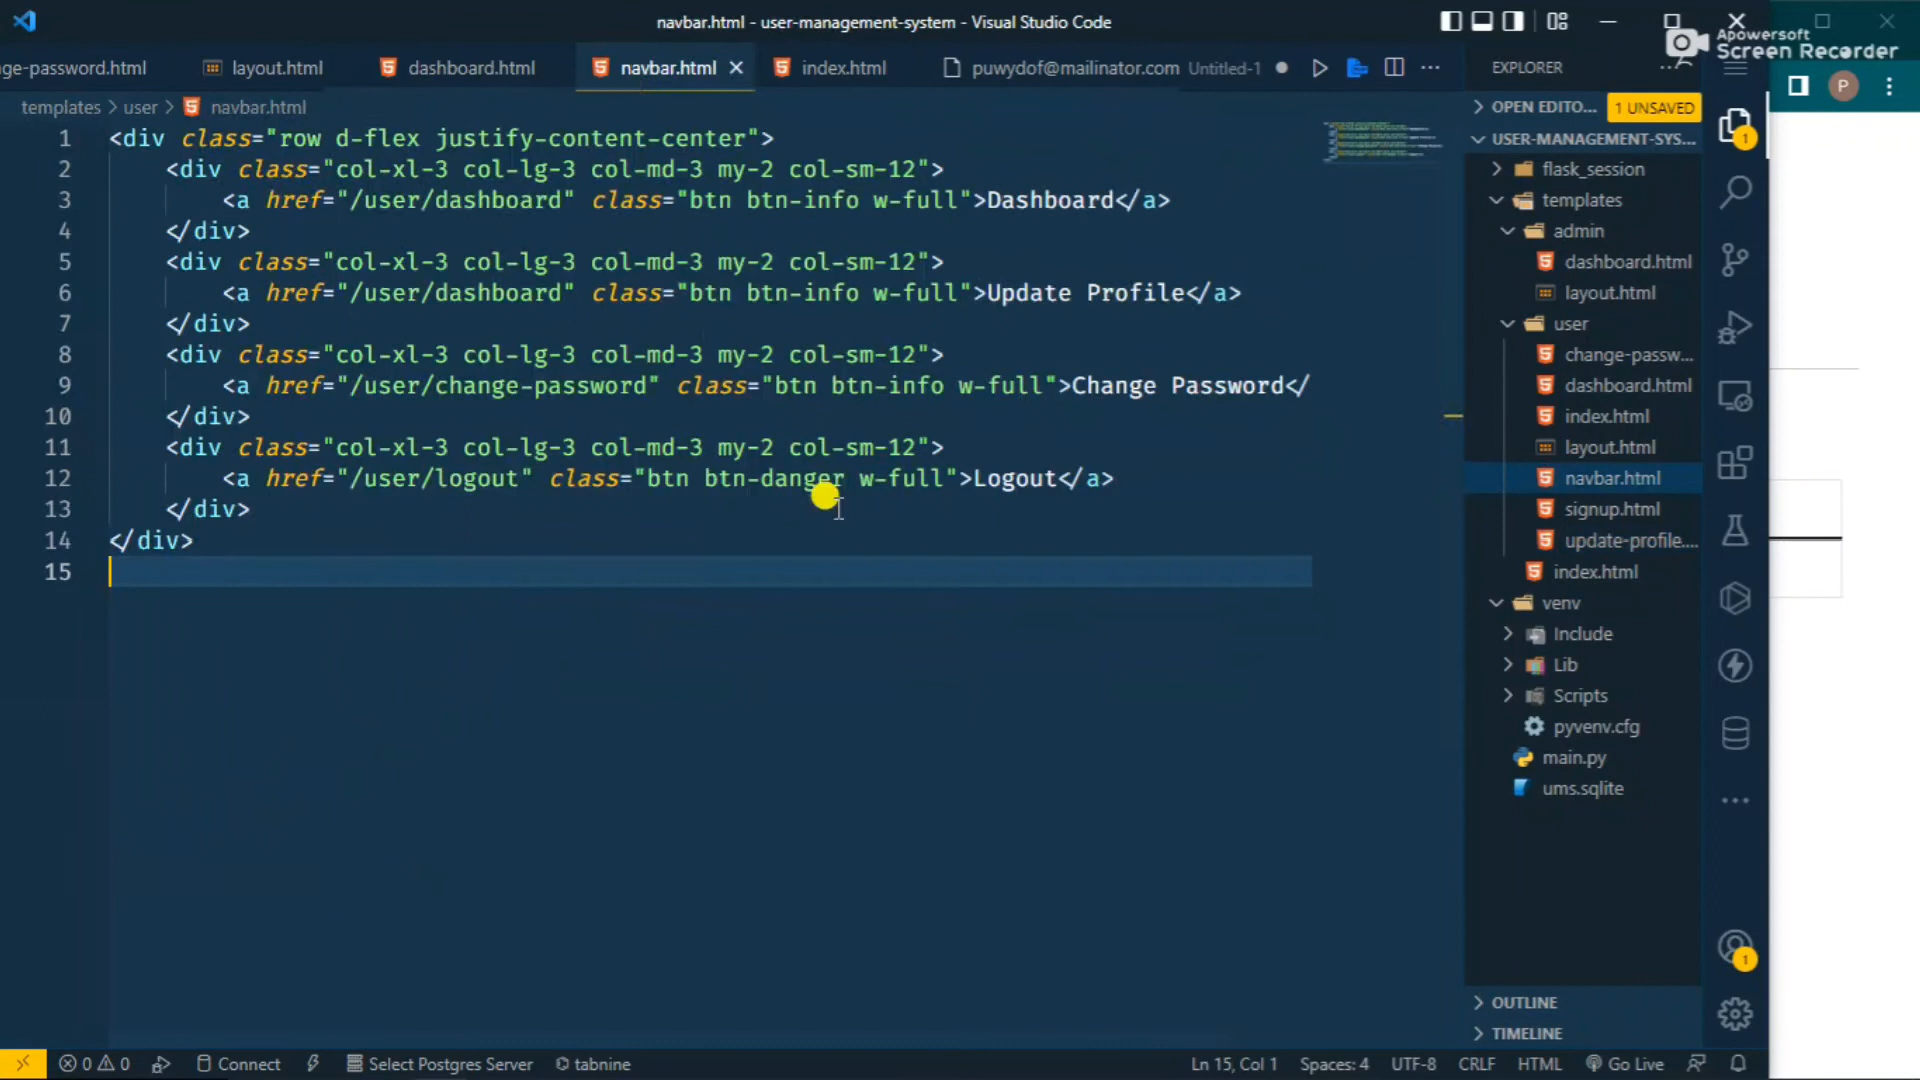 navbar.html - user-management-system - Visual Studio Code
Apowersoft
Screen Recorder
ge-password.html
layout.html
dashboard.html
navbar.html
index.html
puwydof@mailinator.com Untitled-1
EXPLORER
templates > user > navbar.html
OPEN EDITO... 1 UNSAVED
1 <div class="row d-flex justify-content-center">
2 <div class="col-xl-3 col-lg-3 col-md-3 my-2 col-sm-12">
3 <a href="/user/dashboard" class="btn btn-info w-full">Dashboard</a>
4 </div>
5 <div class="col-xl-3 col-lg-3 col-md-3 my-2 col-sm-12">
6 <a href="/user/dashboard" class="btn btn-info w-full">Update Profile</a>
7 </div>
8 <div class="col-xl-3 col-lg-3 col-md-3 my-2 col-sm-12">
9 <a href="/user/change-password" class="btn btn-info w-full">Change Password</
10 </div>
11 <div class="col-xl-3 col-lg-3 col-md-3 my-2 col-sm-12">
12 <a href="/user/logout" class="btn btn-danger w-full">Logout</a>
13 </div>
14 </div>
15
USER-MANAGEMENT-SYS...
flask_session
templates
admin
dashboard.html
layout.html
user
change-passw...
dashboard.html
index.html
layout.html
navbar.html
signup.html
update-profile....
index.html
venv
Include
Lib
Scripts
pyvenv.cfg
main.py
ums.sqlite
OUTLINE
TIMELINE
1
1
P
0 0
Connect
Select Postgres Server
tabnine
Ln 15, Col 1
Spaces: 4
UTF-8
CRLF
HTML
Go Live